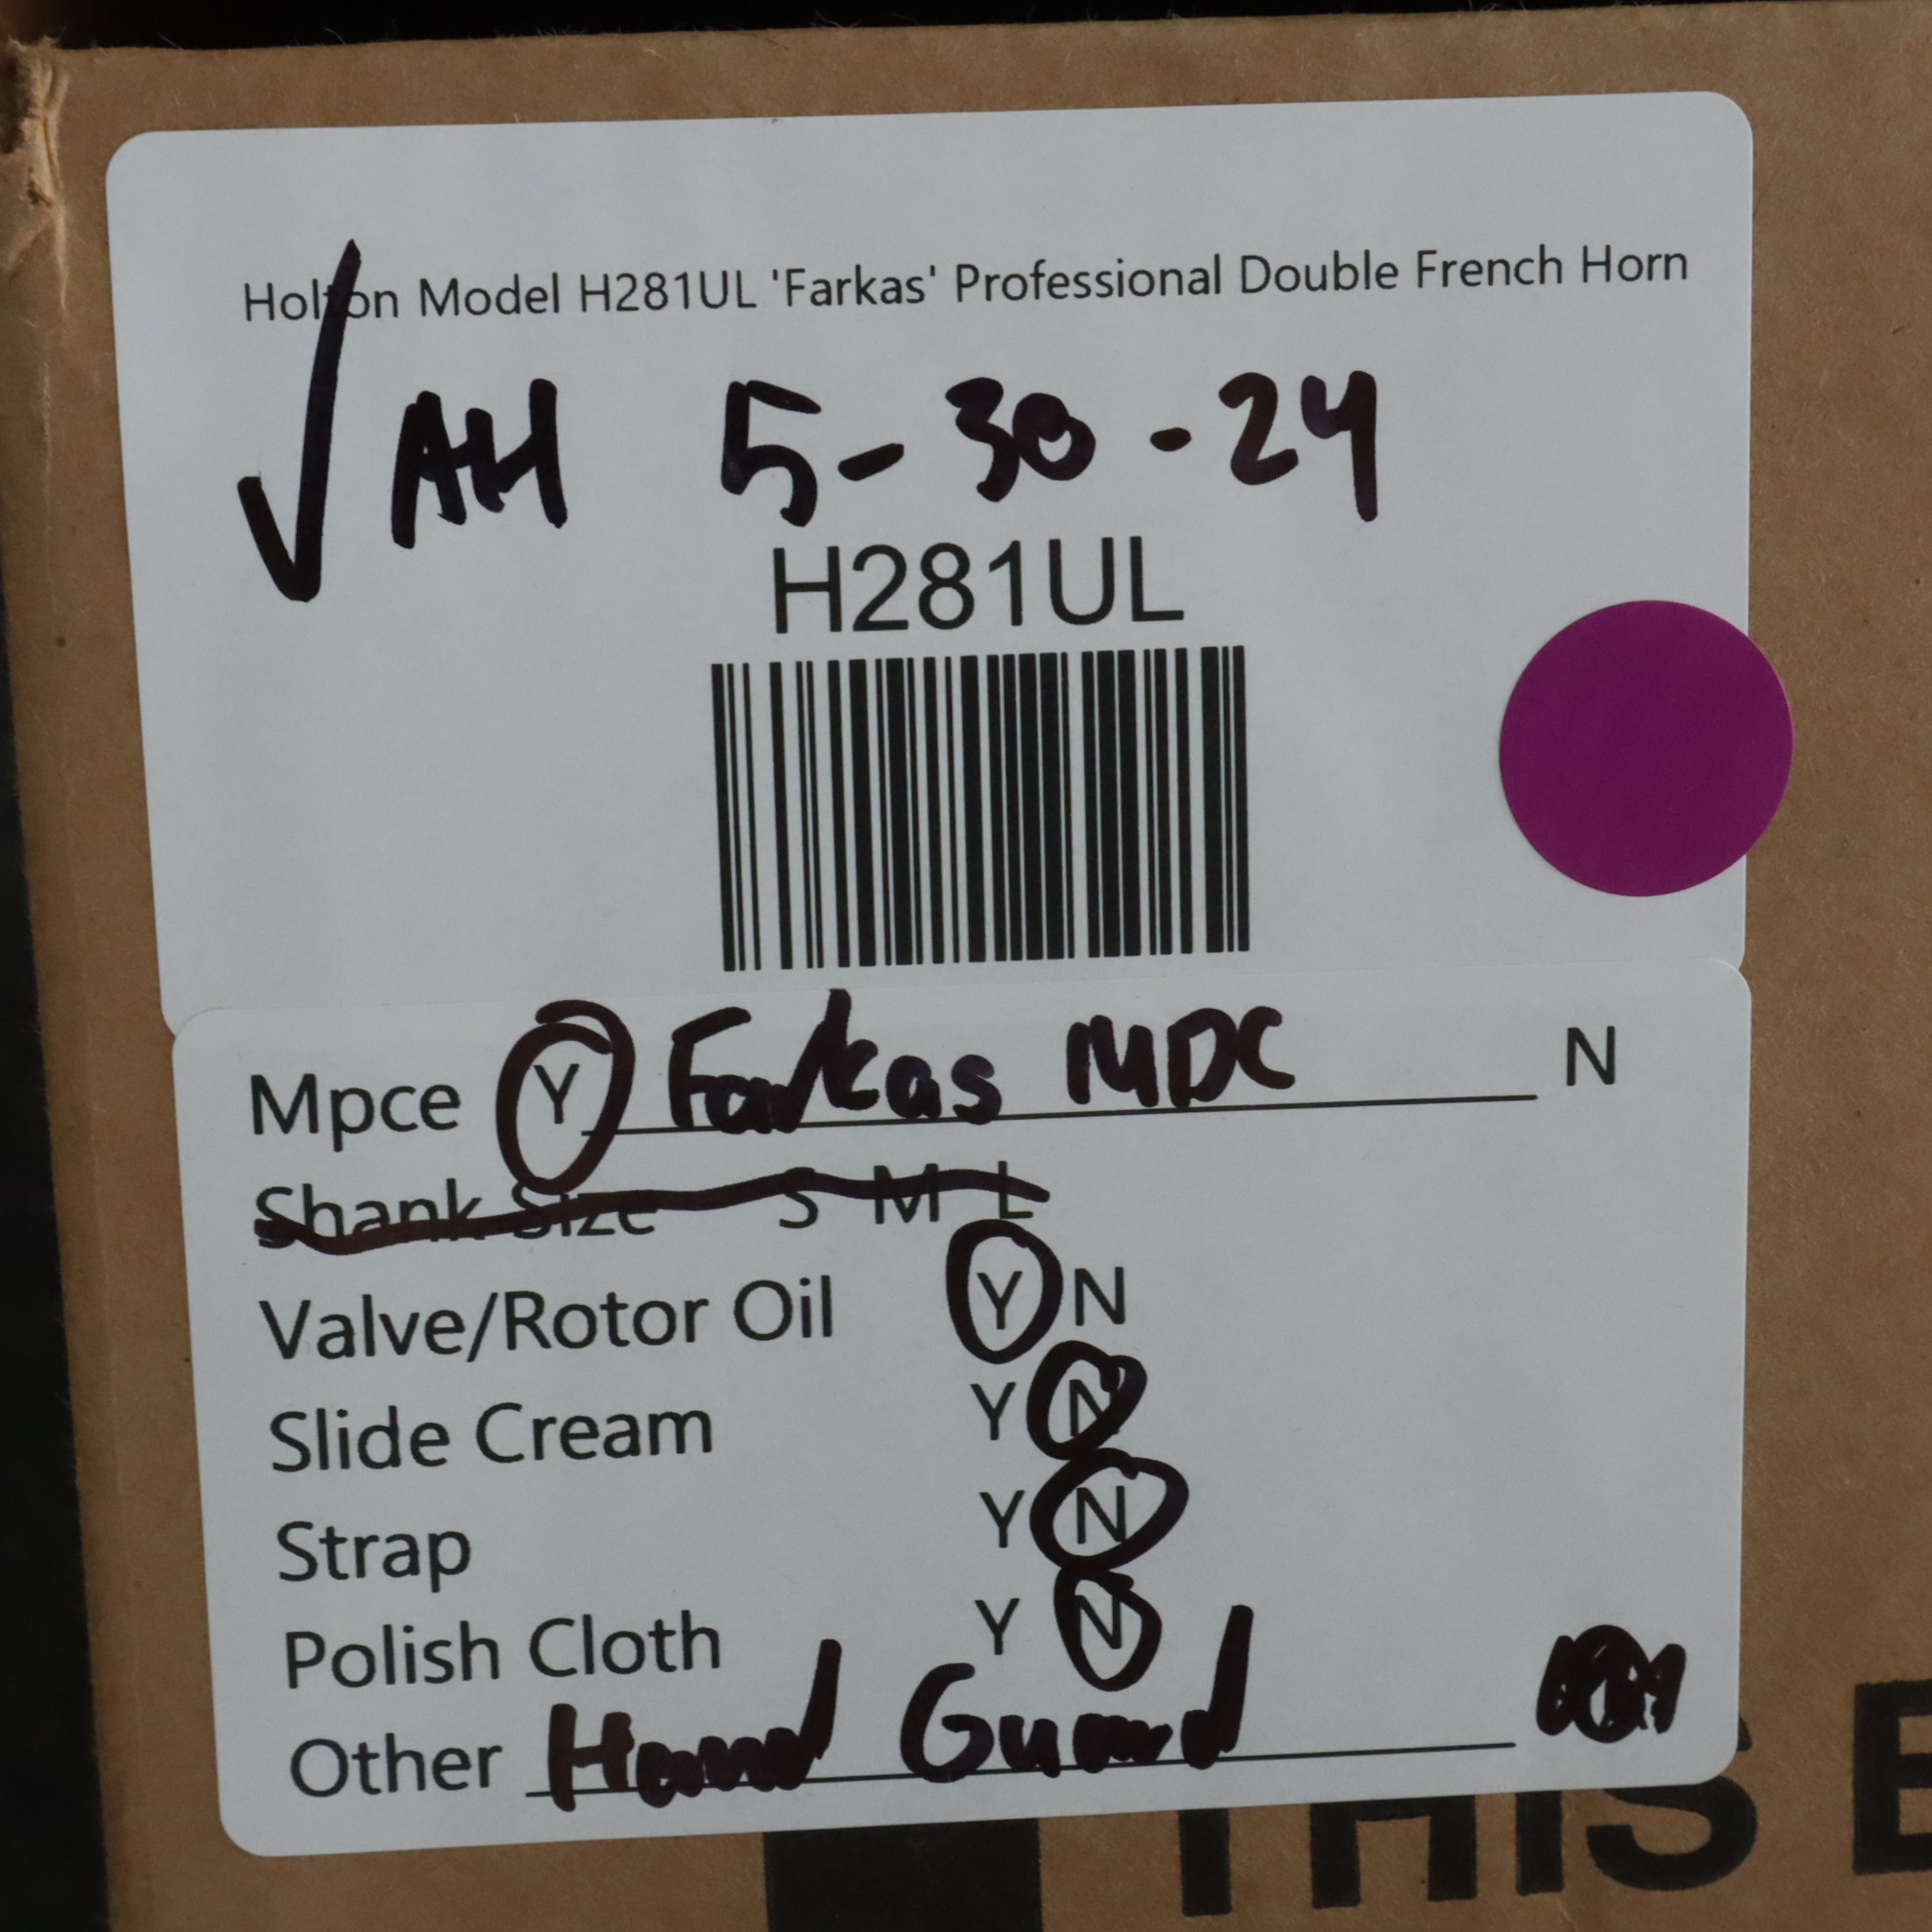 Holton Model H281UL 'Farkas' Professional Double French Horn
✓ AH 5-30-24
H281UL
Mpce Y Farkas MDC N
Shank Size S M L
Valve/Rotor Oil Y N
Slide Cream Y N
Strap Y N
Polish Cloth Y N
Other Hand Guard
THIS